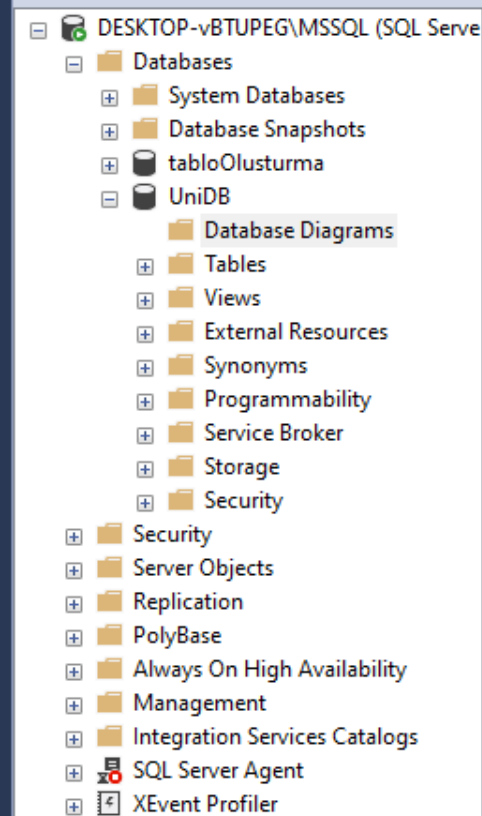 DESKTOP-vBTUPEG\MSSQL (SQL Serve
Databases
System Databases
Database Snapshots
tabloOlusturma
UniDB
Database Diagrams
Tables
Views
External Resources
Synonyms
Programmability
Service Broker
Storage
Security
Security
Server Objects
Replication
PolyBase
Always On High Availability
Management
Integration Services Catalogs
SQL Server Agent
XEvent Profiler